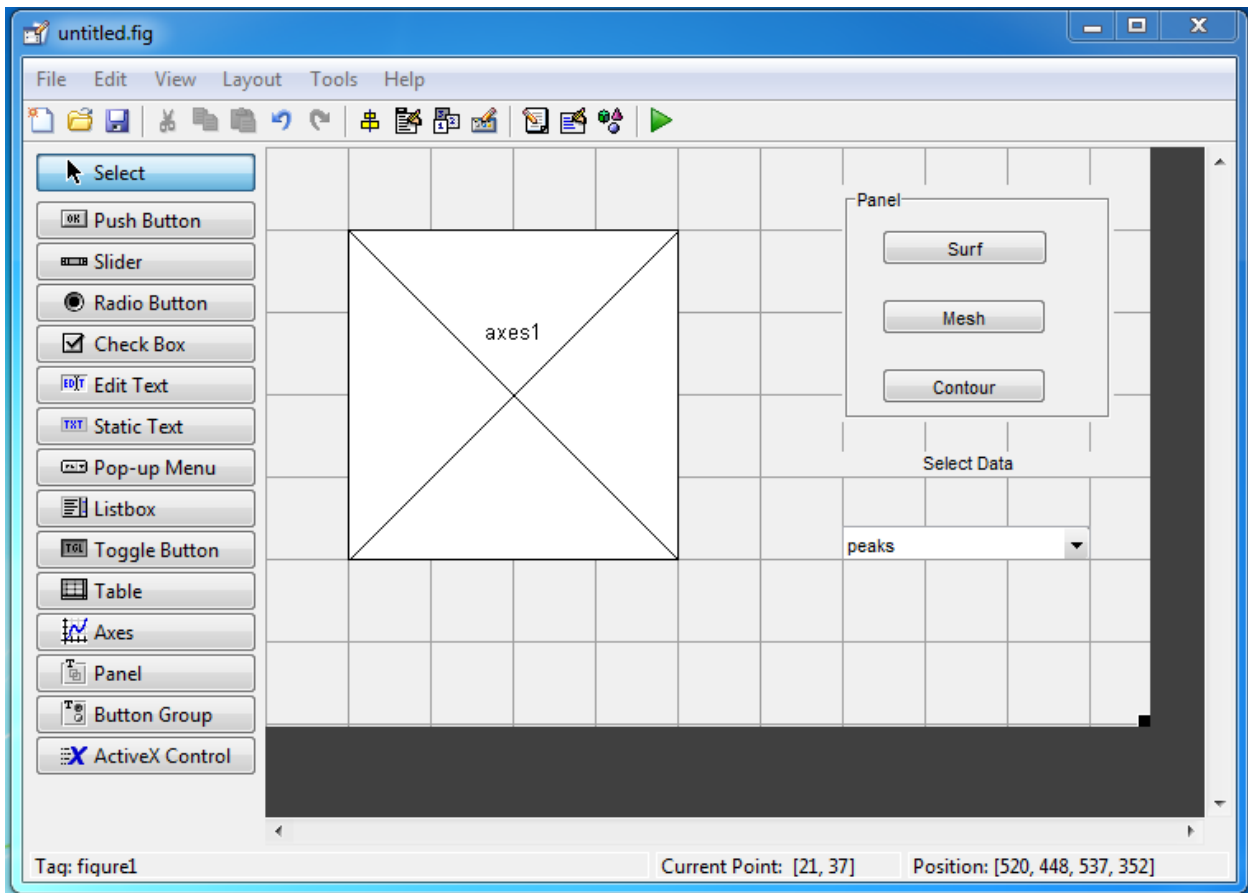 untitled.fig
File Edit View Layout Tools Help
Select
Push Button
Slider
Radio Button
Check Box
Edit Text
Static Text
Pop-up Menu
Listbox
Toggle Button
Table
Axes
Panel
Button Group
ActiveX Control
axes1
Panel
Surf
Mesh
Contour
Select Data
peaks
Tag: figure1
Current Point: [21, 37]
Position: [520, 448, 537, 352]